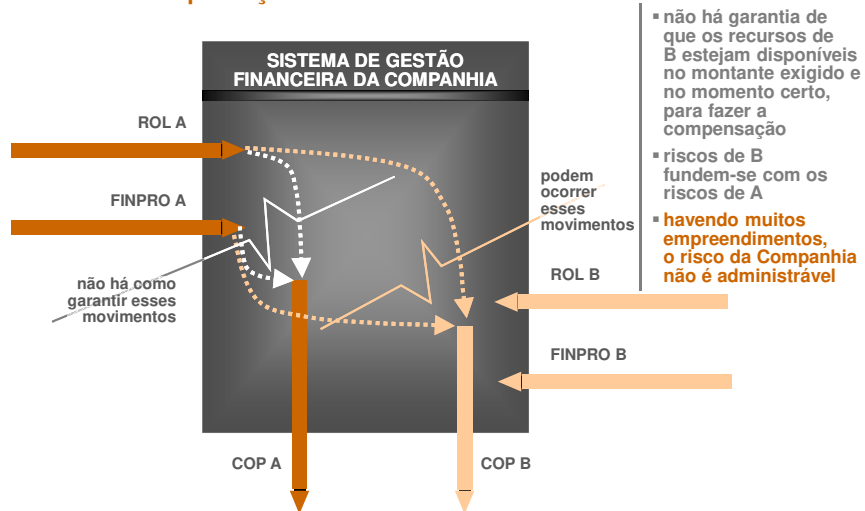 SISTEMA DE GESTÃO
FINANCEIRA DA COMPANHIA
ROL A
FINPRO A
não há como
garantir esses
movimentos
podem
ocorrer
esses
movimentos
ROL B
FINPRO B
COP A
COP B
▪ não há garantia de
que os recursos de
B estejam disponíveis
no montante exigido e
no momento certo,
para fazer a
compensação
▪ riscos de B
fundem-se com os
riscos de A
▪ havendo muitos
empreendimentos,
o risco da Companhia
não é administrável